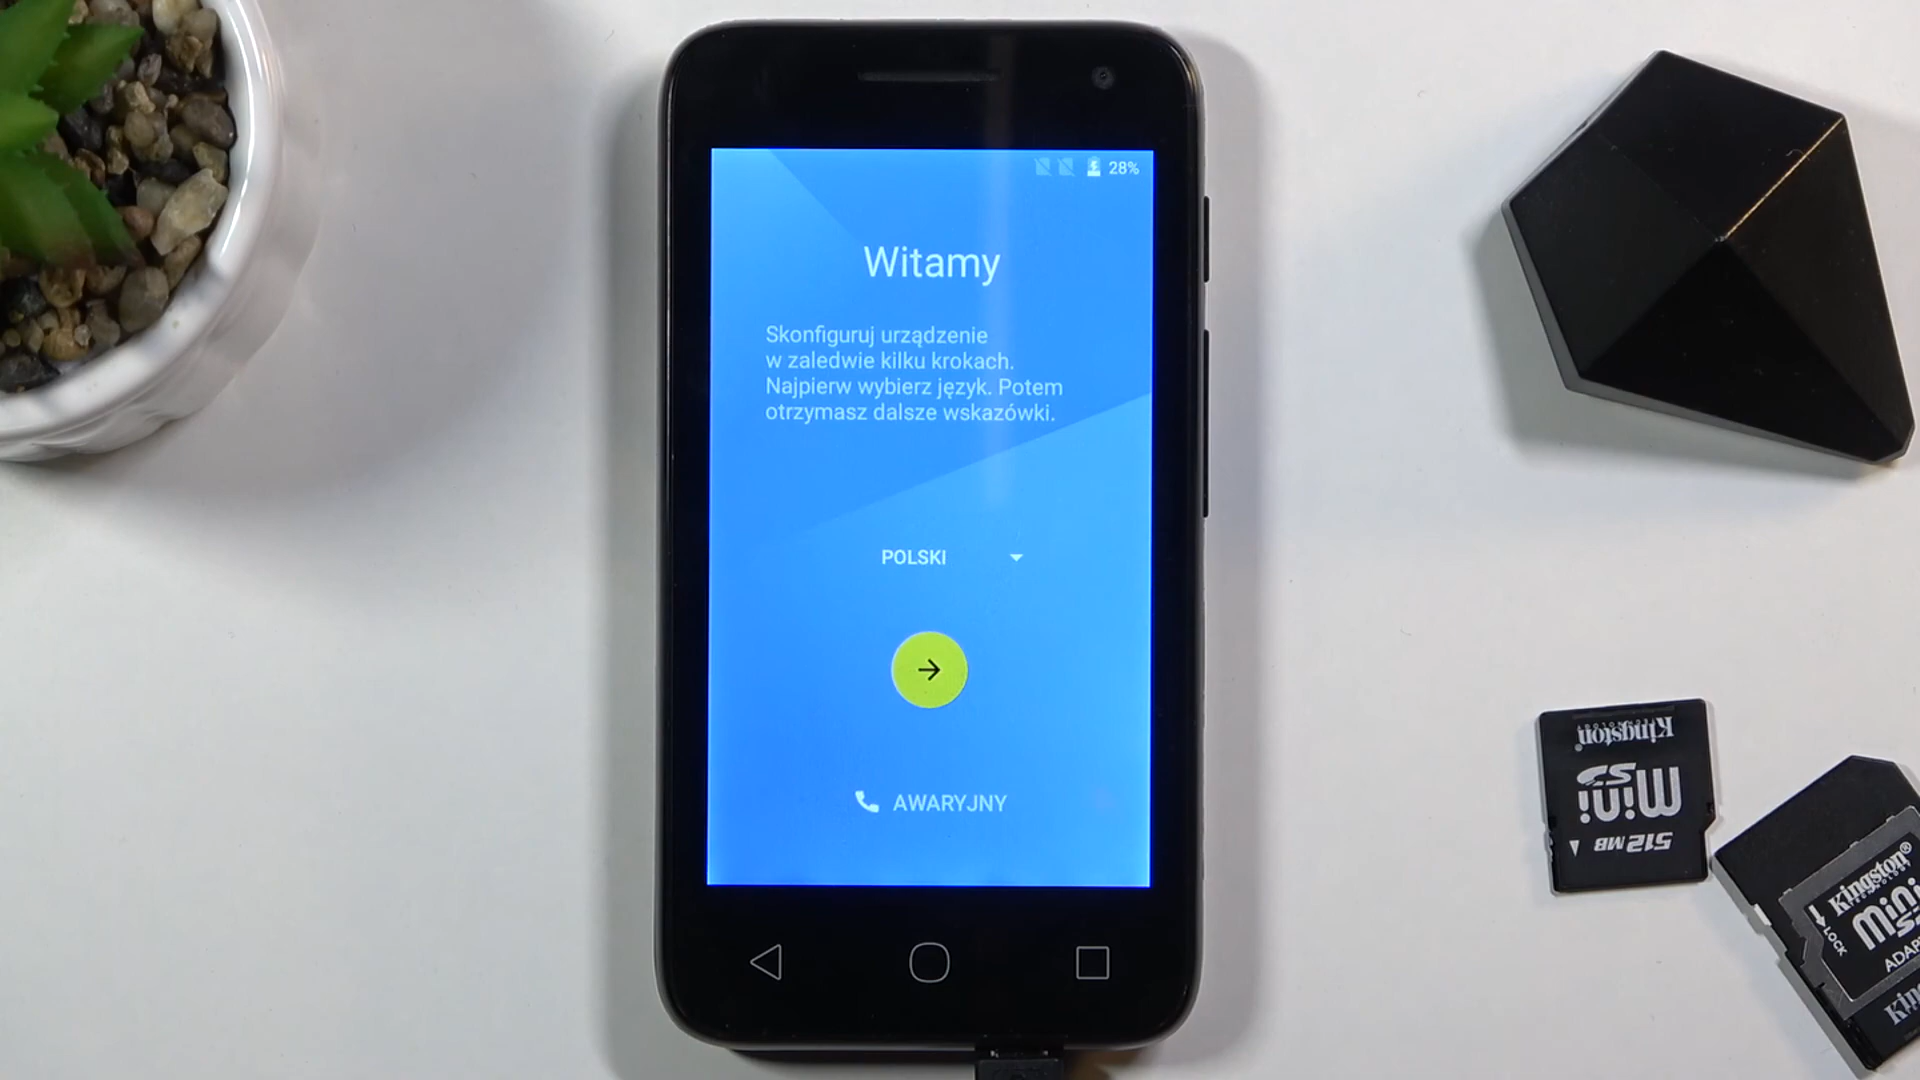 28%
Witamy
Skonfiguruj urządzenie
w zaledwie kilku krokach.
Najpierw wybierz język. Potem
otrzymasz dalsze wskazówki.
POLSKI
AWARYJNY
Kingston
TECHNOLOGY
mini
SD
512 MB
Kingston
mini
LOCK